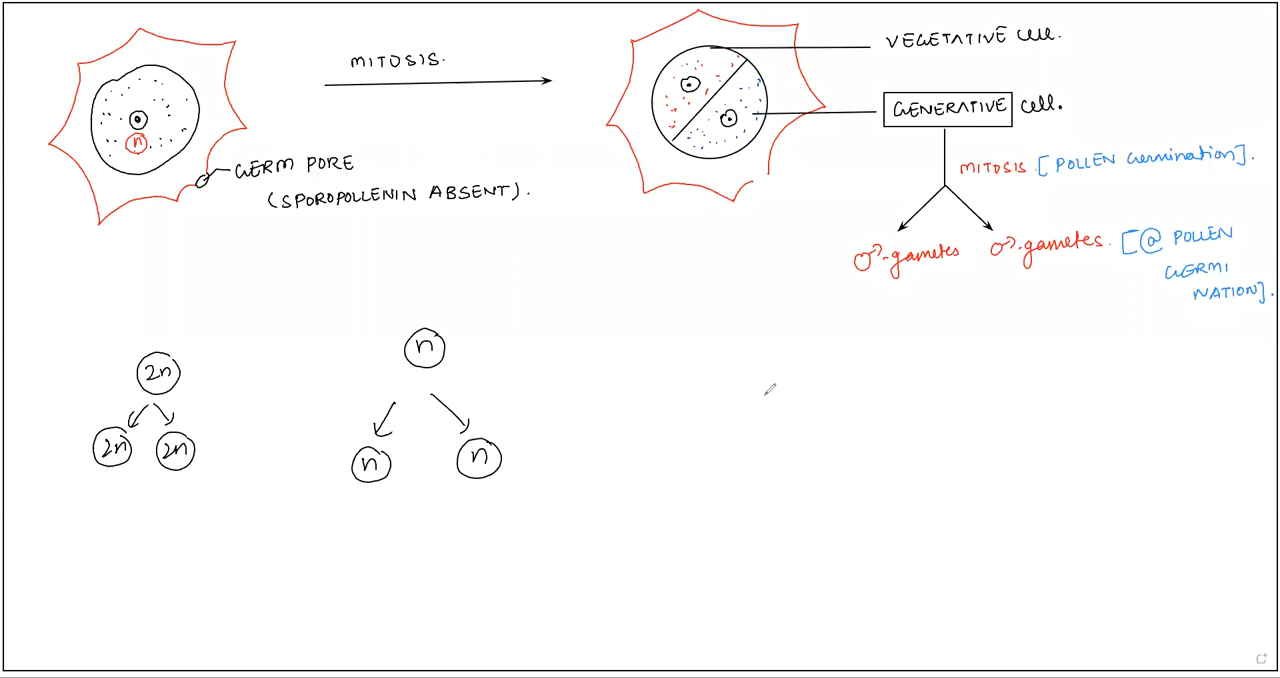 MITOSIS.
n
GERM PORE
(SPOROPOLLENIN ABSENT).
VEGETATIVE cell.
GENERATIVE cell.
MITOSIS. [POLLEN Germination].
♂-gametes ♂-gametes. [@ POLLEN
GERMI
NATION].
2n
2n 2n
n
n n